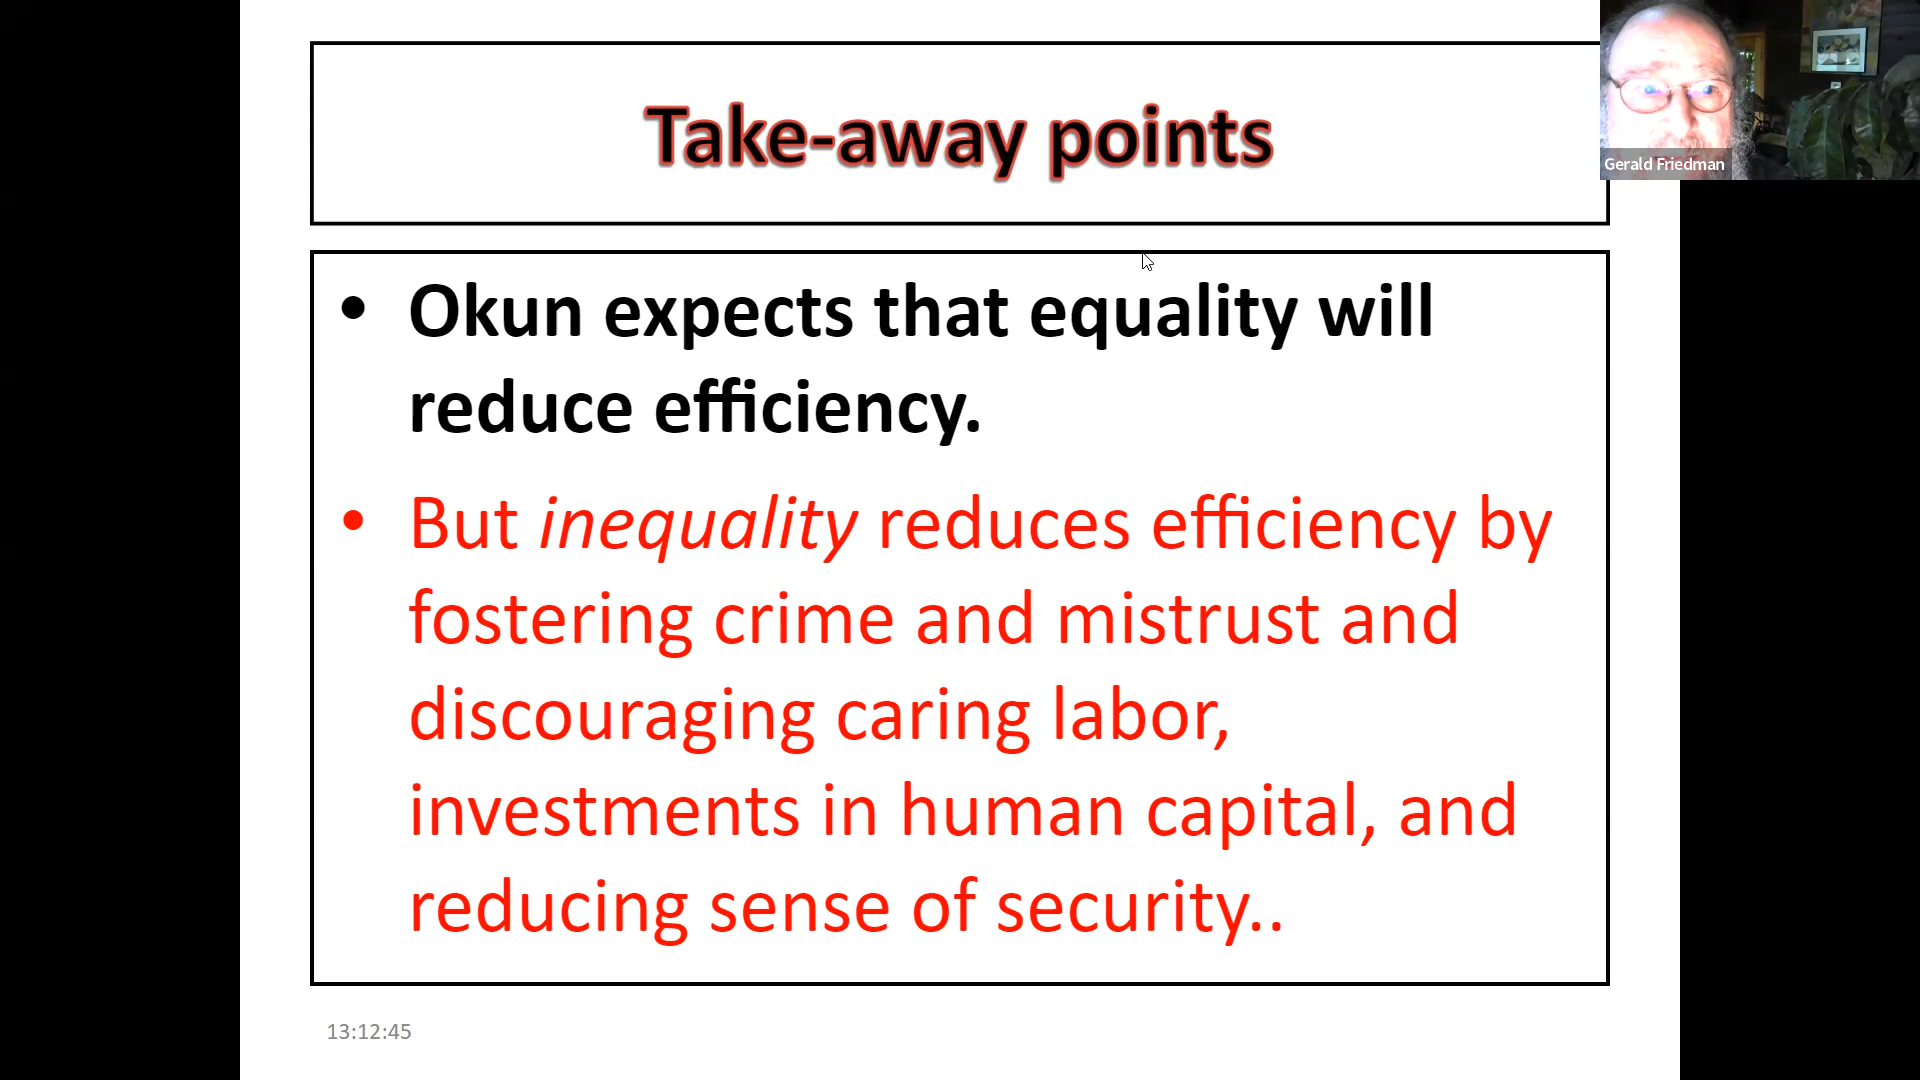 Take-away points
Gerald Friedman
• Okun expects that equality will
reduce efficiency.
• But inequality reduces efficiency by
fostering crime and mistrust and
discouraging caring labor,
investments in human capital, and
reducing sense of security..
13:12:45